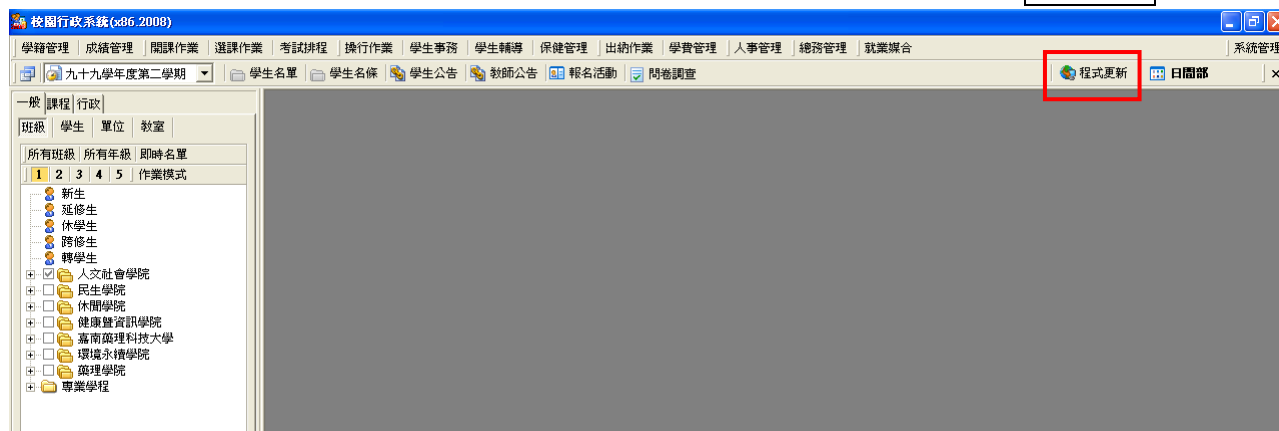 校園行政系統(x86.2008)
學籍管理 成績管理 開課作業 選課作業 考試排程 操行作業 學生事務 學生輔導 保健管理 出納作業 學費管理 人事管理 總務管理 就業媒合 系統管理
九十九學年度第二學期 學生名單 學生名條 學生公告 教師公告 報名活動 問卷調查 程式更新 日間部
一般 課程 行政
班級 學生 單位 教室
所有班級 所有年級 即時名單
1 2 3 4 5 作業模式
新生
延修生
休學生
跨修生
轉學生
人文社會學院
民生學院
休閒學院
健康暨資訊學院
嘉南藥理科技大學
環境永續學院
藥理學院
專業學程